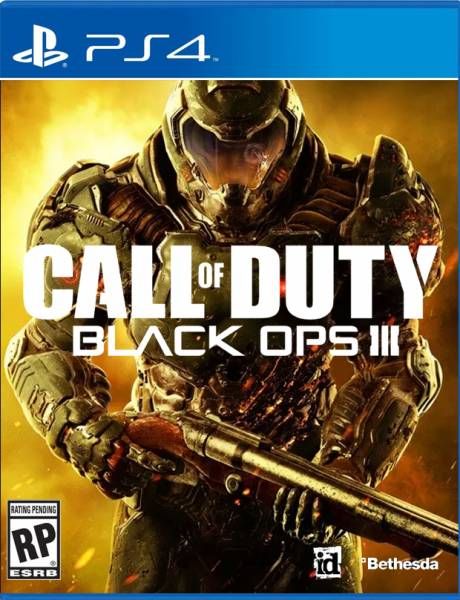 PS4
CALL OF DUTY
BLACK OPS III
RATING PENDING
RP
ESRB
id
Bethesda